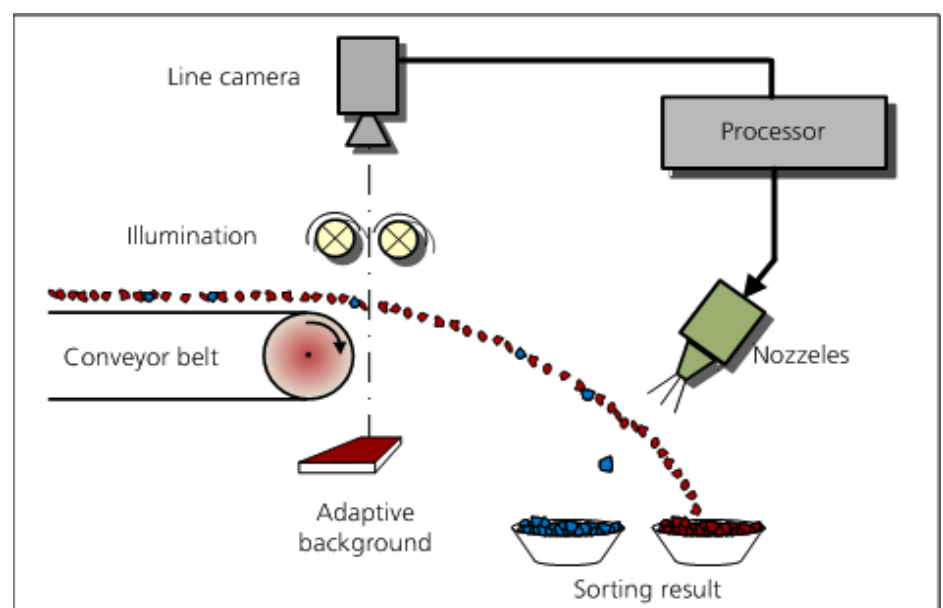 Line camera
Processor
Illumination
Conveyor belt
Nozzeles
Adaptive
background
Sorting result